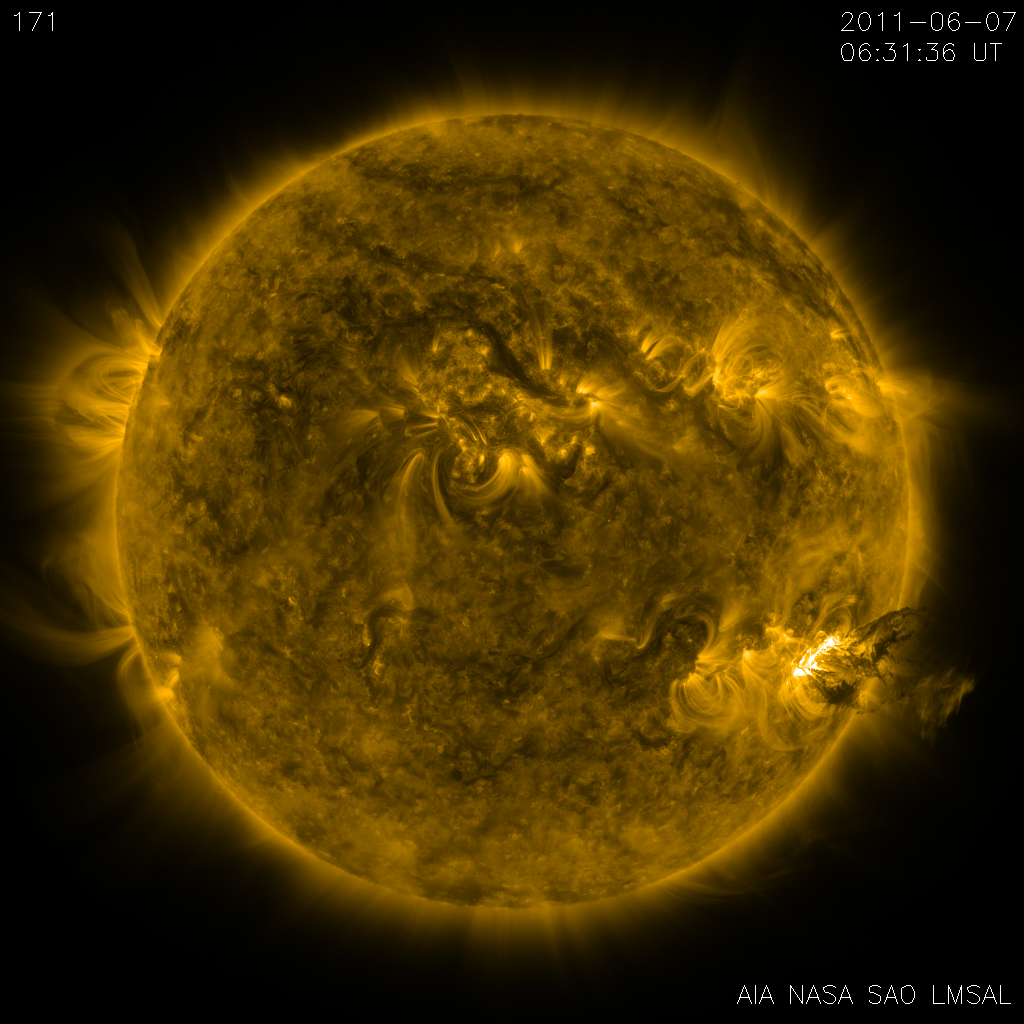 171
2011-06-07
06:31:36 UT
AIA NASA SAO LMSAL